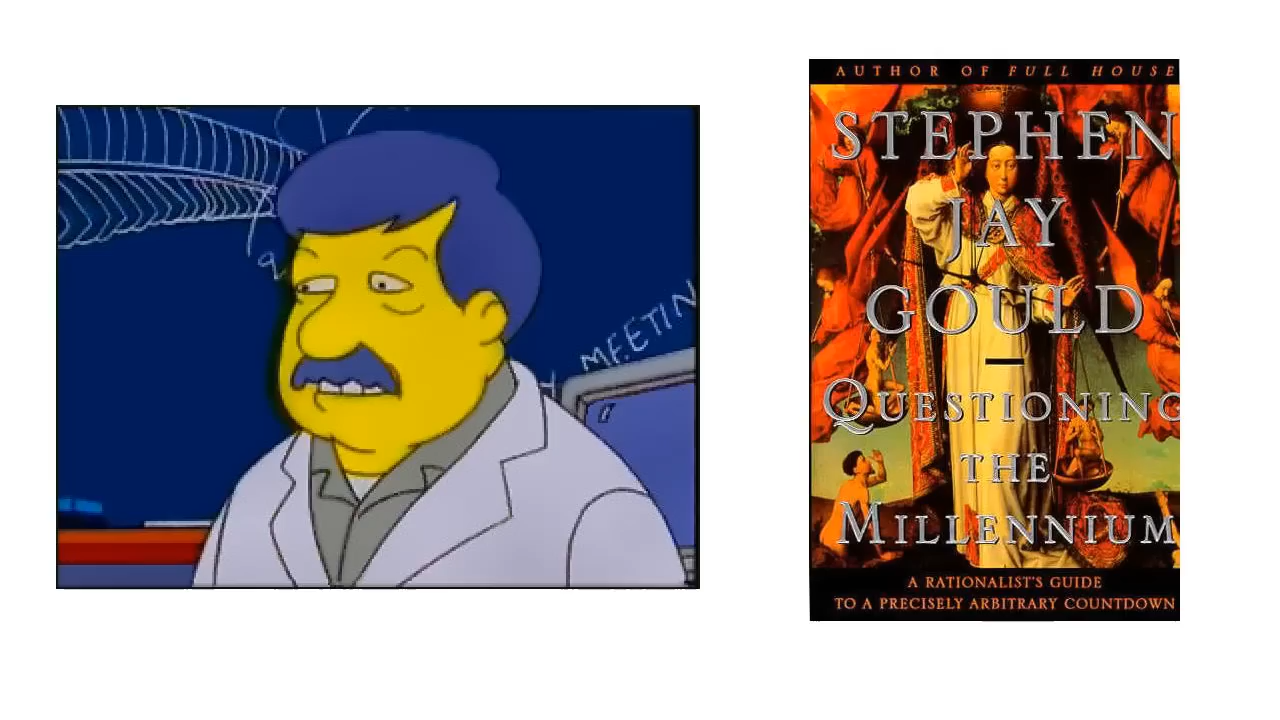 MEETIN
AUTHOR OF FULL HOUSE
STEPHEN
JAY
GOULD
QUESTIONING
THE
MILLENNIUM
A RATIONALIST'S GUIDE
TO A PRECISELY ARBITRARY COUNTDOWN